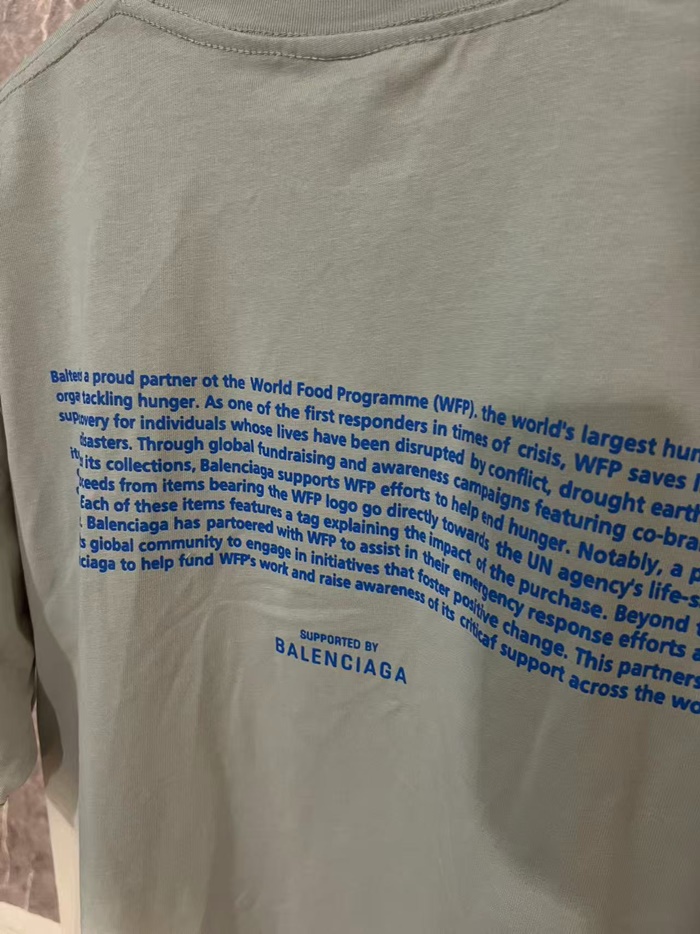 Baltesa a proud partner ot the World Food Programme (WFP). the world's largest hun
orga tackling hunger. As one of the first responders in times of crisis, WFP saves l
supovery for individuals whose lives have been disrupted by conflict, drought earth
isasters. Through global fundraising and awareness campaigns featuring co-bra
its collections, Balenciaga supports WFP efforts to help end hunger. Notably, a p
ceeds from items bearing the WFP logo go directly towards the UN agency's life-s
Each of these items features a tag explaining the impact of the purchase. Beyond
. Balenciaga has partoered with WFP to assist in their emergency response efforts a
s global community to engage in initiatives that foster positive change. This partners
ciaga to help fund WFP's work and raise awareness of its criticaf support across the wo
SUPPORTED BY
BALENCIAGA